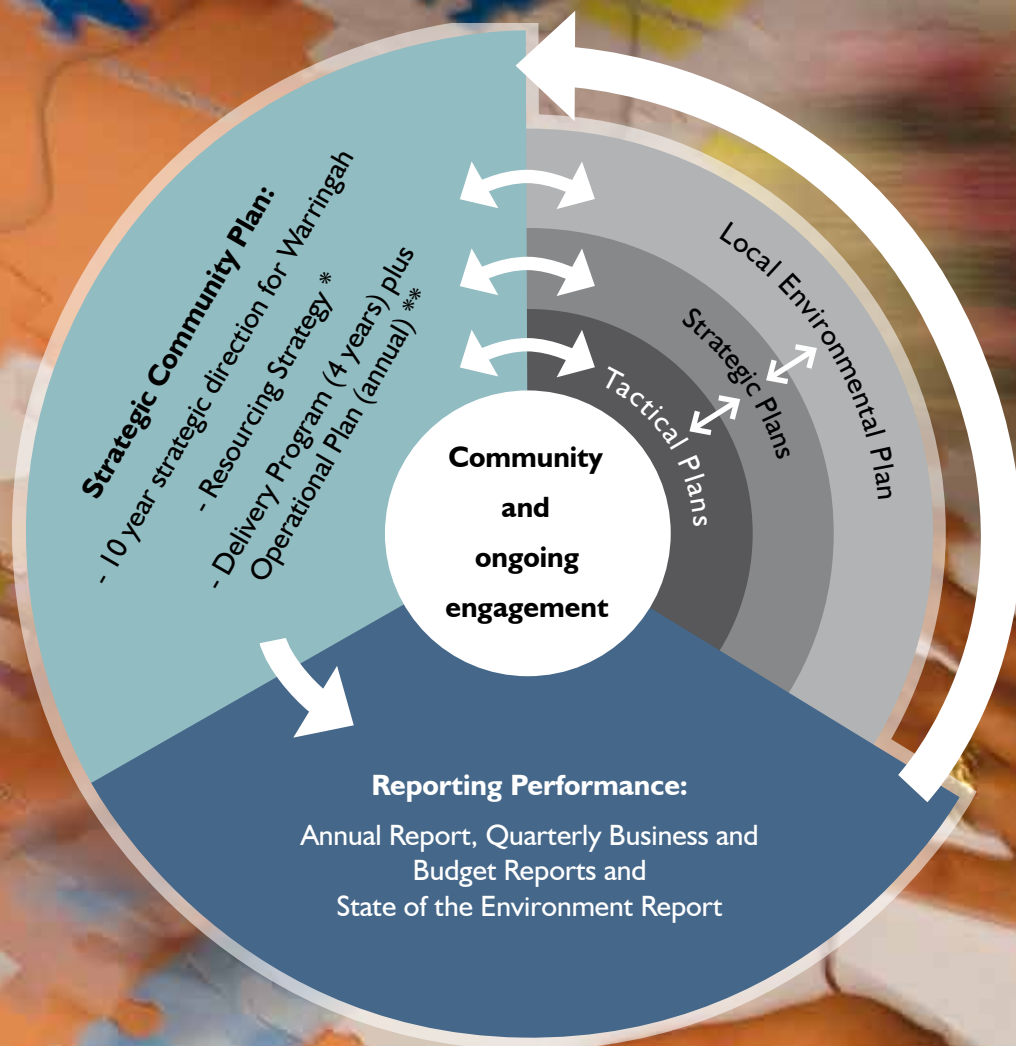 Strategic Community Plan:
- 10 year strategic direction for Warringah
- Resourcing Strategy *
- Delivery Program (4 years) plus
Operational Plan (annual) **
Local Environmental Plan
Strategic Plans
Tactical Plans
Community
and
ongoing
engagement
Reporting Performance:
Annual Report, Quarterly Business and
Budget Reports and
State of the Environment Report